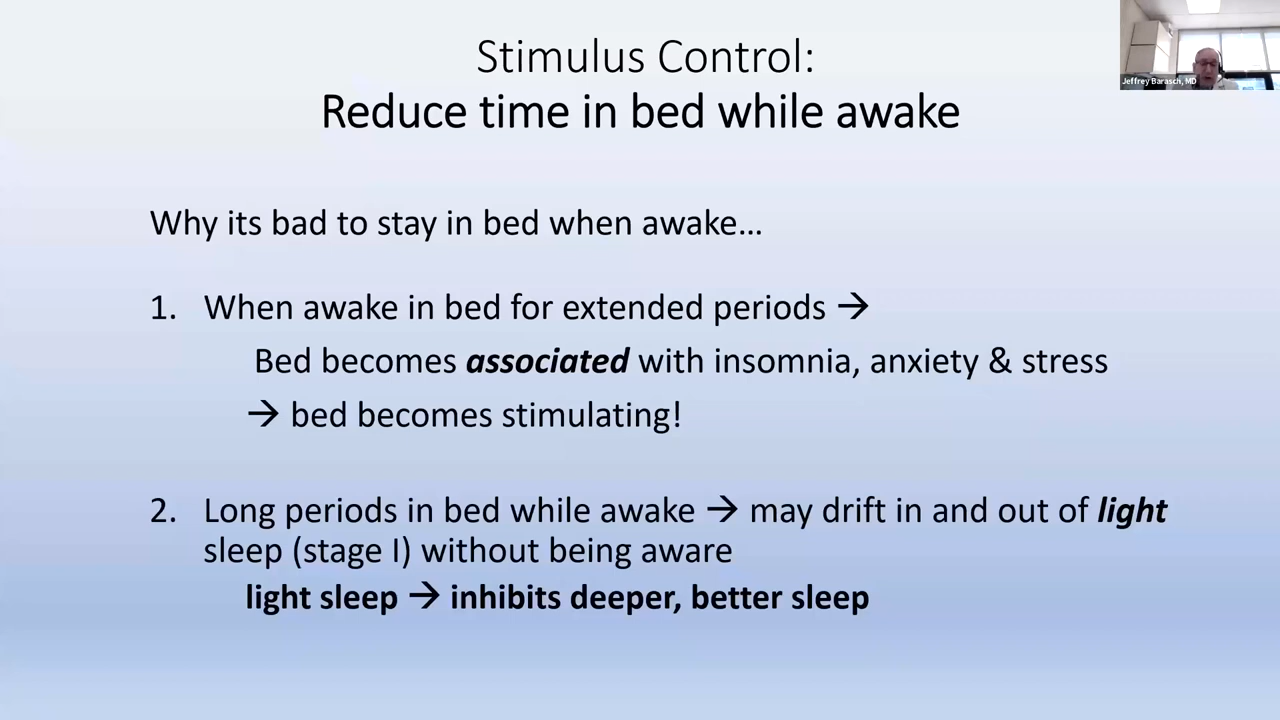 Stimulus Control:
Reduce time in bed while awake
Jeffrey Barasch, MD
Why its bad to stay in bed when awake...
1. When awake in bed for extended periods →
Bed becomes associated with insomnia, anxiety & stress
→ bed becomes stimulating!
2. Long periods in bed while awake → may drift in and out of light
sleep (stage I) without being aware
light sleep → inhibits deeper, better sleep